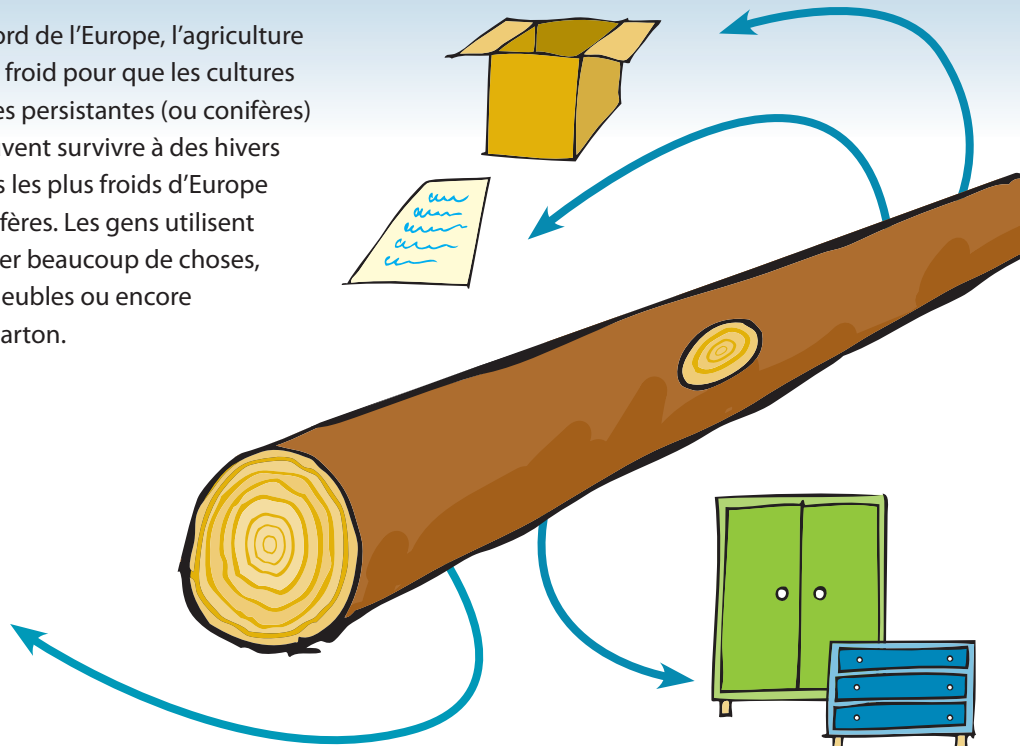 ord de l’Europe, l’agriculture
froid pour que les cultures
es persistantes (ou conifères)
uvent survivre à des hivers
s les plus froids d’Europe
fères. Les gens utilisent
er beaucoup de choses,
eubles ou encore
arton.